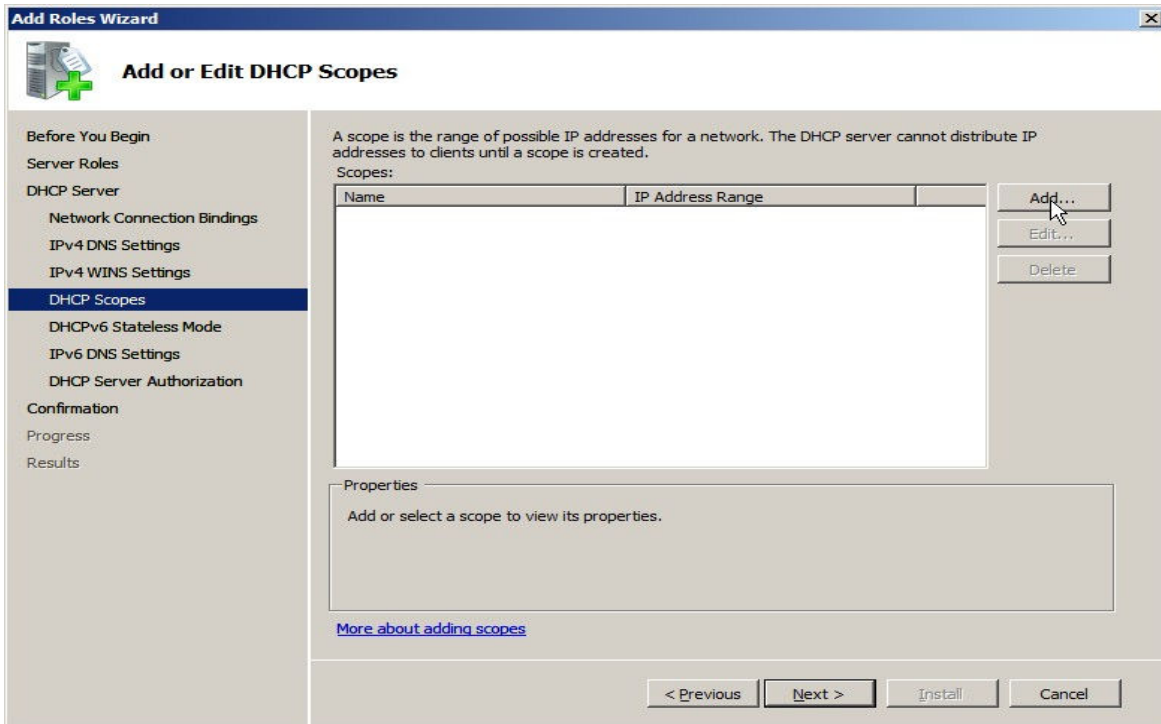 Add Roles Wizard
Add or Edit DHCP Scopes
Before You Begin
Server Roles
DHCP Server
Network Connection Bindings
IPv4 DNS Settings
IPv4 WINS Settings
DHCP Scopes
DHCPv6 Stateless Mode
IPv6 DNS Settings
DHCP Server Authorization
Confirmation
Progress
Results
A scope is the range of possible IP addresses for a network. The DHCP server cannot distribute IP
addresses to clients until a scope is created.
Scopes:
Name IP Address Range
Add...
Edit...
Delete
Properties
Add or select a scope to view its properties.
More about adding scopes
< Previous Next > Install Cancel